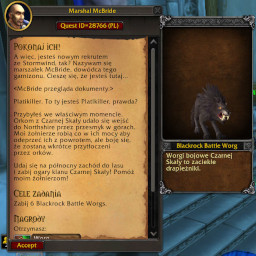 Marshal McBride
Quest ID=28766 (PL)
Pokonaj ich!
A więc, jesteś nowym rekrutem
ze Stormwind, tak? Nazywam się
marszałek McBride, dowódca tego
garnizonu. Cieszę się, że jesteś tutaj...
<McBride przegląda dokumenty.>
Platikiller. To ty jesteś Platikiller, prawda?
Przybyłeś we właściwym momencie.
Orkom z Czarnej Skały udało się wejść
do Northshire przez przesmyk w górach.
Moi żołnierze robią co w ich mocy aby
odeprzeć ich z powrotem, ale boję się,
że zostaną wkrótce przytłoczeni
przez orków.
Udaj się na północny zachód do lasu
i zabij ogary klanu Czarnej Skały! Pomóż
moim żołnierzom!
Cele zadania
Zabij 6 Blackrock Battle Worgs.
Nagrody
Otrzymasz:
Worg
Accept
Blackrock Battle Worg
Worgi bojowe Czarnej
Skały to zaciekłe
drapieżniki.